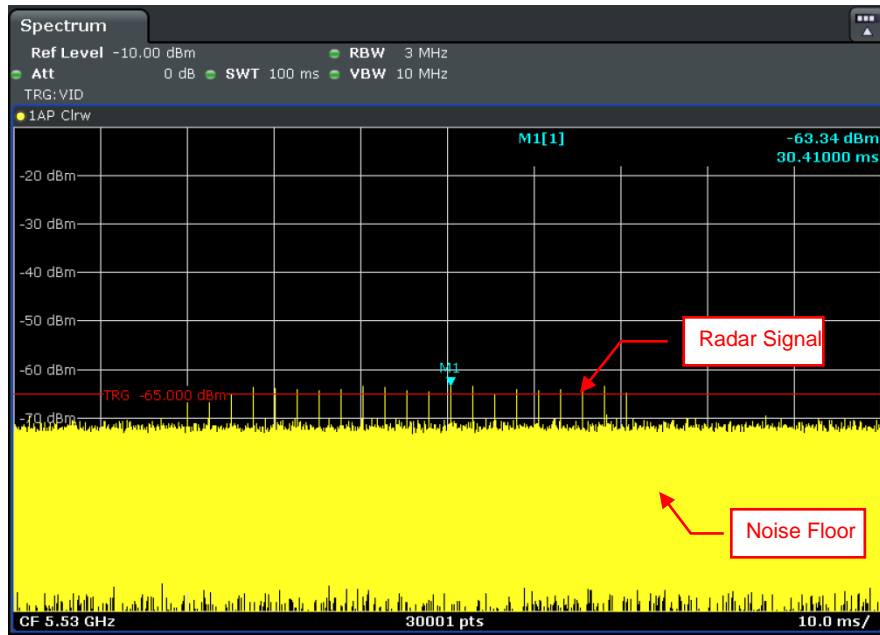 Spectrum
Ref Level -10.00 dBm RBW 3 MHz
Att 0 dB SWT 100 ms VBW 10 MHz
TRG:VID
1AP Clrw
M1[1] -63.34 dBm
30.41000 ms
-20 dBm
-30 dBm
-40 dBm
-50 dBm
Radar Signal
-60 dBm
M1
TRG -65.000 dBm
-70 dBm
Noise Floor
CF 5.53 GHz 30001 pts 10.0 ms/